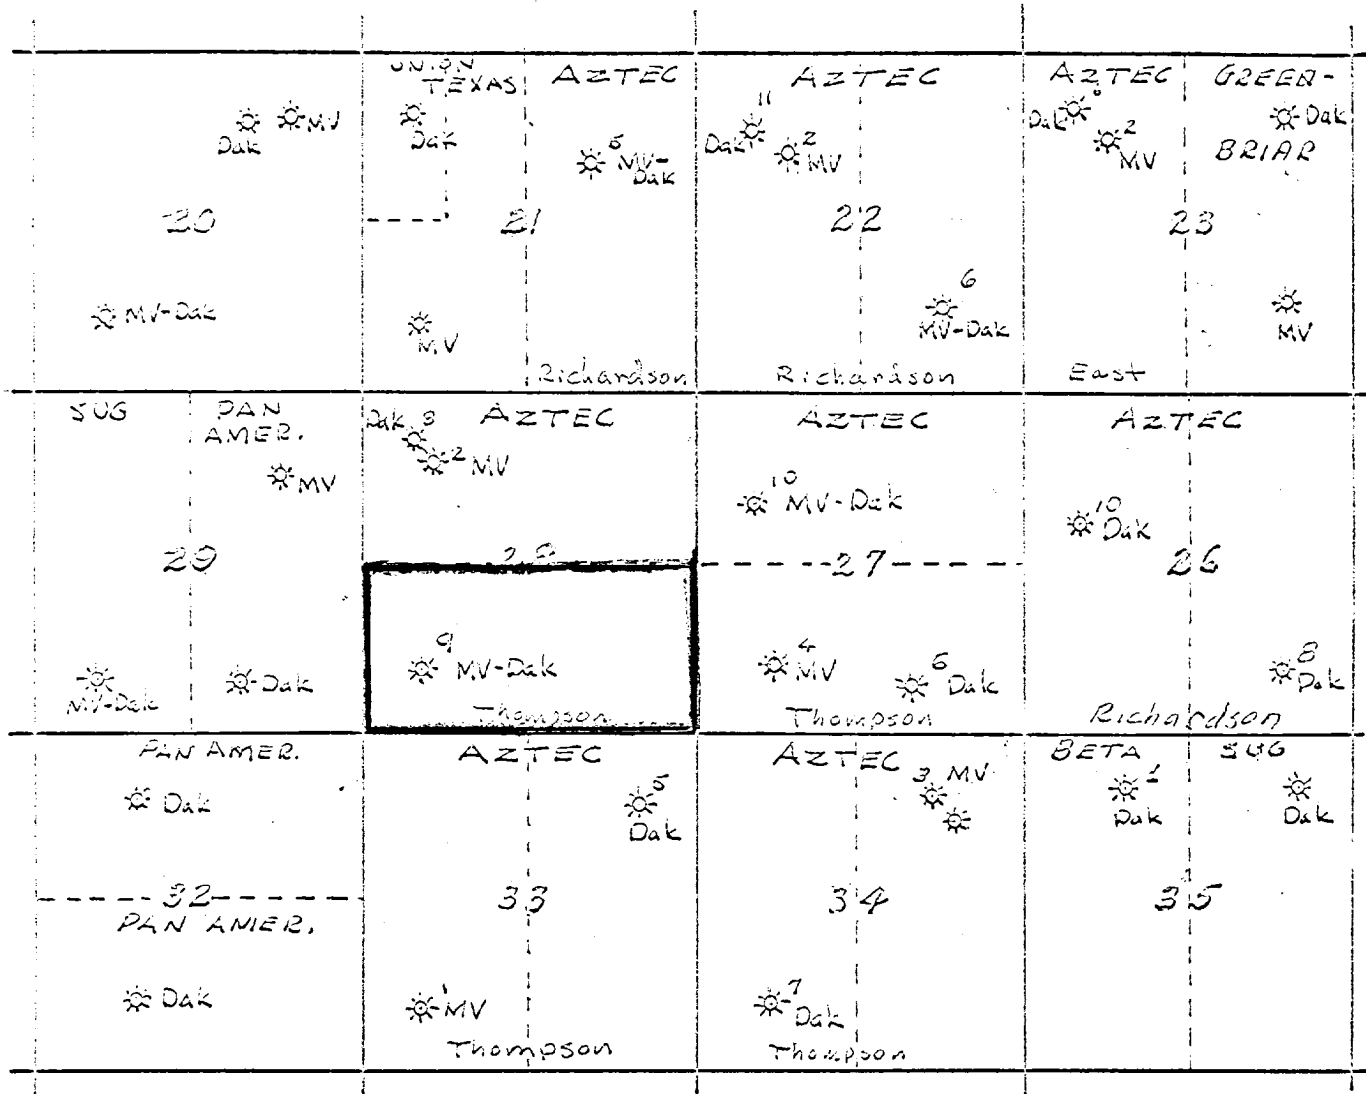 UNION
TEXAS
AZTEC
AZTEC
AZTEC
GREEN-
BRIAR
Dak
MV
Dak
5 MV-
Dak
11
Dak
2
MV
Dak
2
MV
Dak
20
21
22
23
MV-Dak
MV
6
MV-Dak
MV
Richardson
Richardson
East
SUG
PAN
AMER.
Dak 3
AZTEC
AZTEC
AZTEC
MV
2 MV
10
MV-Dak
10
Dak
29
28
27
26
MV-Dak
Dak
9
MV-Dak
4
MV
6
Dak
8
Dak
Thompson
Thompson
Richardson
PAN AMER.
AZTEC
AZTEC
BETA
SUG
Dak
5
Dak
3 MV
1
Dak
Dak
32
33
34
35
PAN AMER.
Dak
1
MV
7
Dak
Thompson
Thompson